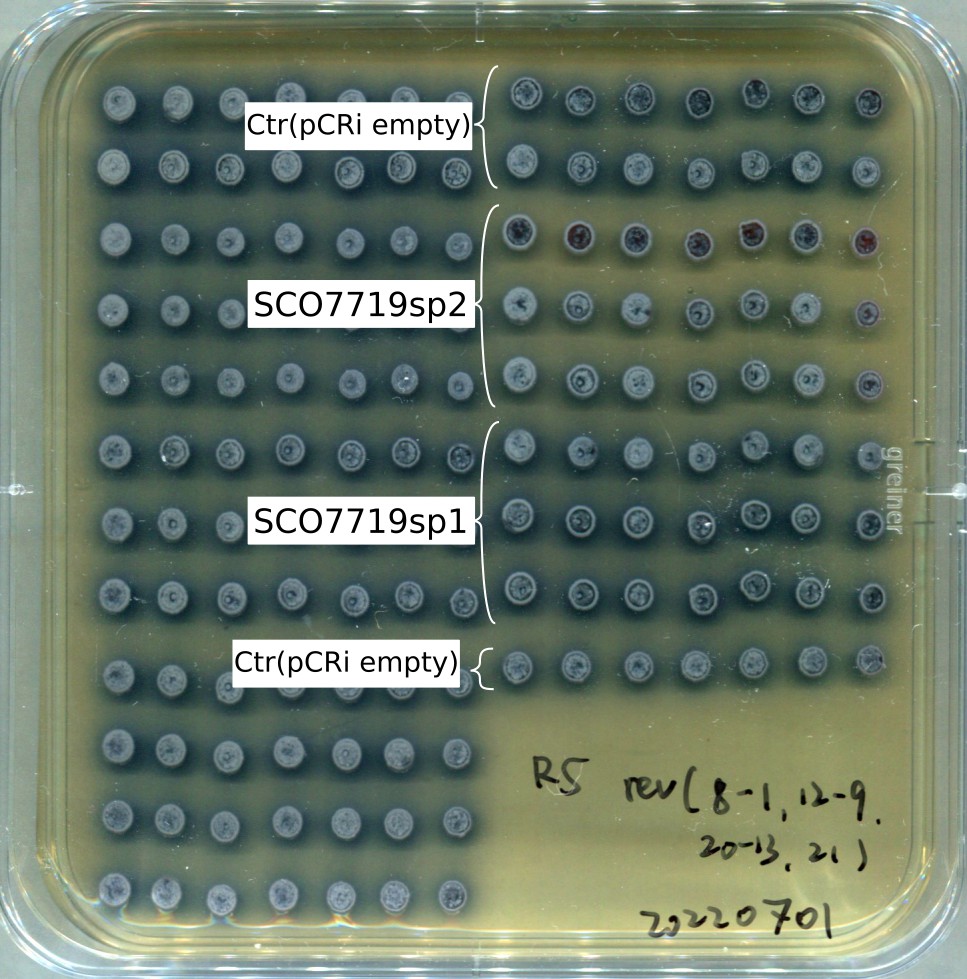 Ctr(pCRi empty)
SCO7719sp2
greiner
SCO7719sp1
Ctr(pCRi empty)
R5 rev(8-1, 12-9,
20-13, 21)
20220701